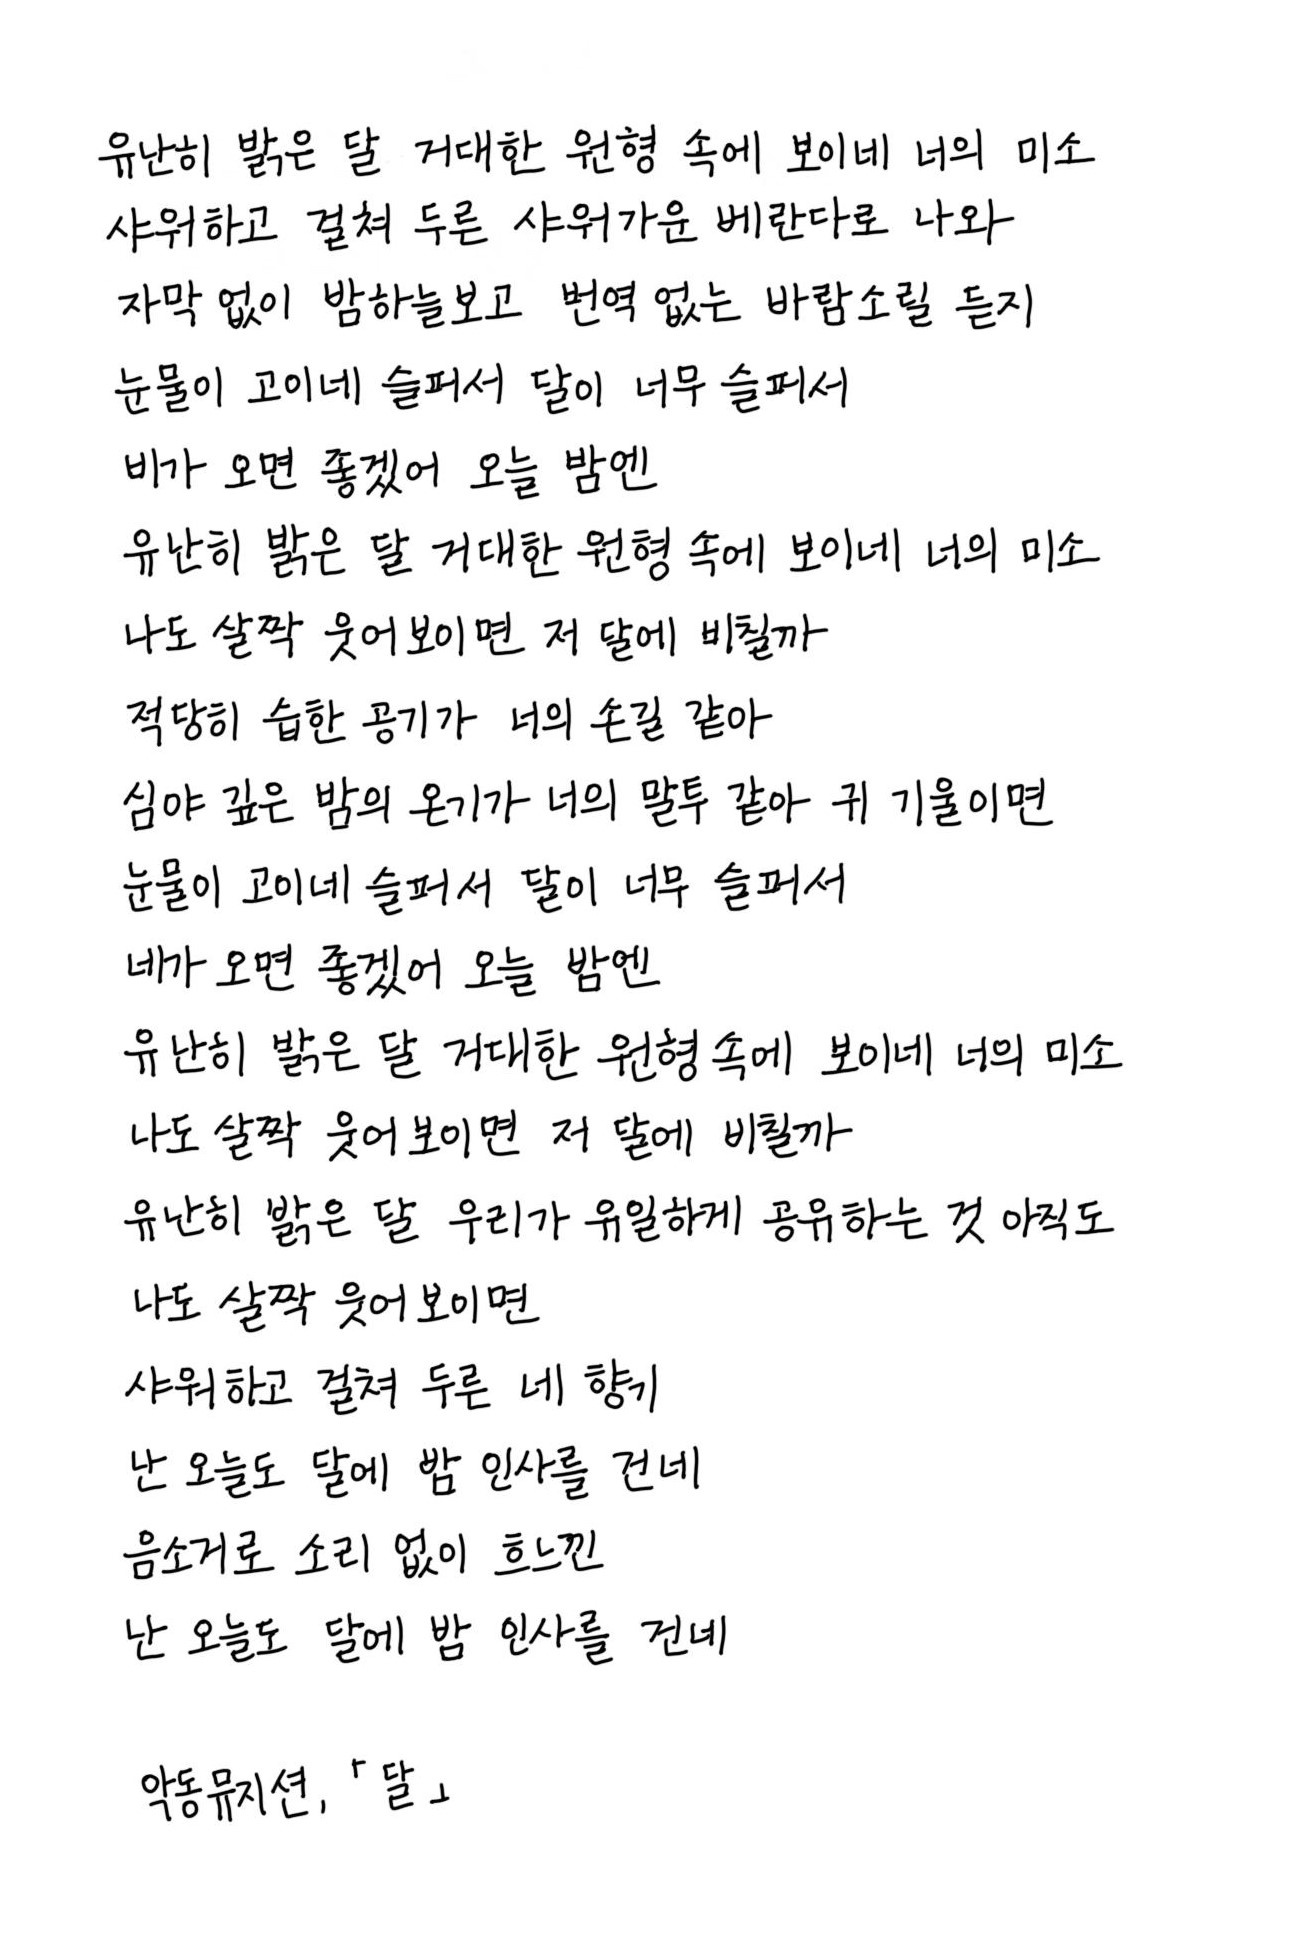 유난히 밝은 달 거대한 원형 속에 보이네 너의 미소
샤워하고 걸쳐 두른 샤워가운 베란다로 나와
자막 없이 밤하늘보고 번역 없는 바람소릴 듣지
눈물이 고이네 슬퍼서 달이 너무 슬퍼서
비가 오면 좋겠어 오늘 밤엔
유난히 밝은 달 거대한 원형 속에 보이네 너의 미소
나도 살짝 웃어보이면 저 달에 비칠까
적당히 습한 공기가 너의 손길 같아
심야 깊은 밤의 온기가 너의 말투 같아 귀 기울이면
눈물이 고이네 슬퍼서 달이 너무 슬퍼서
네가 오면 좋겠어 오늘 밤엔
유난히 밝은 달 거대한 원형 속에 보이네 너의 미소
나도 살짝 웃어보이면 저 달에 비칠까
유난히 밝은 달 우리가 유일하게 공유하는 것 아직도
나도 살짝 웃어보이면
샤워하고 걸쳐 두른 네 향기
난 오늘도 달에 밤 인사를 건네
음소거로 소리 없이 흐느낀
난 오늘도 달에 밤 인사를 건네
악동뮤지션,「달」